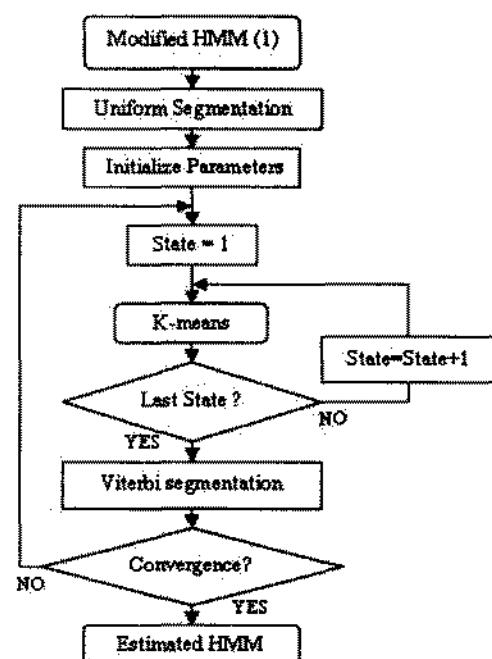 Modified HMM (1)
Uniform Segmentation
Initialize Parameters
State = 1
K-means
State=State+1
Last State ?
NO
YES
Viterbi segmentation
Convergence?
NO
YES
Estimated HMM